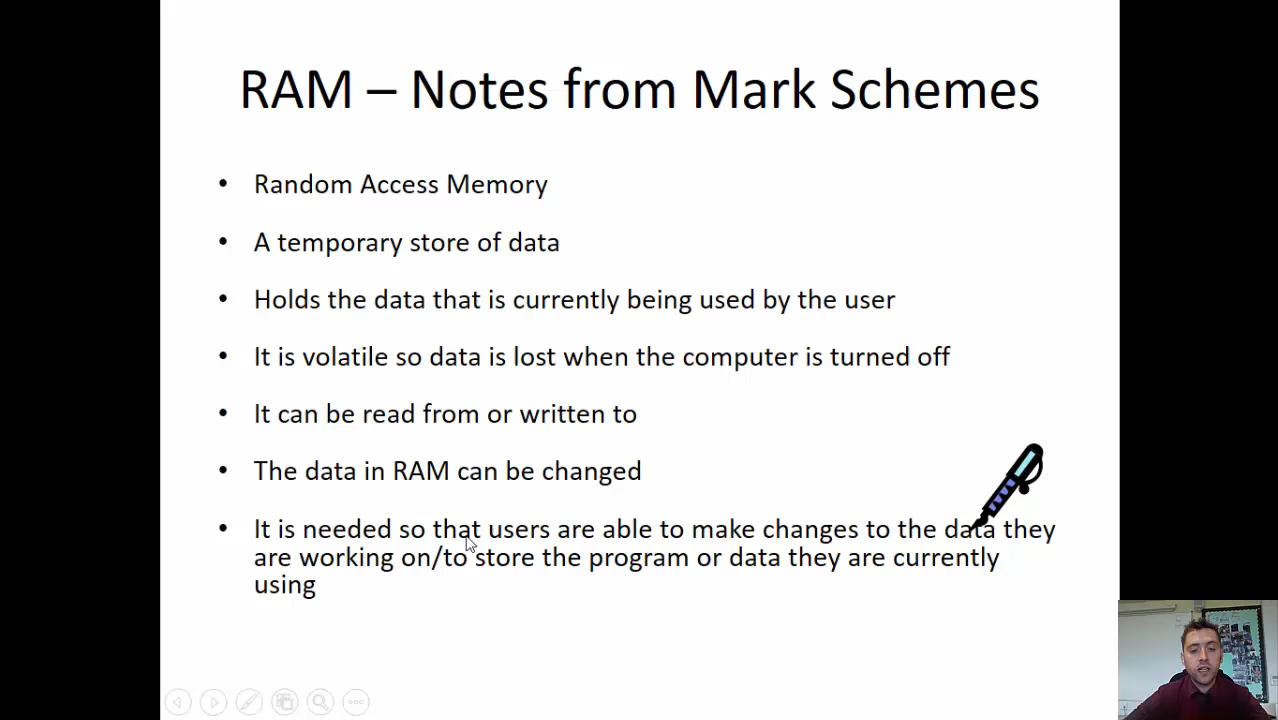 RAM – Notes from Mark Schemes
• Random Access Memory
• A temporary store of data
• Holds the data that is currently being used by the user
• It is volatile so data is lost when the computer is turned off
• It can be read from or written to
• The data in RAM can be changed
• It is needed so that users are able to make changes to the data they
are working on/to store the program or data they are currently
using